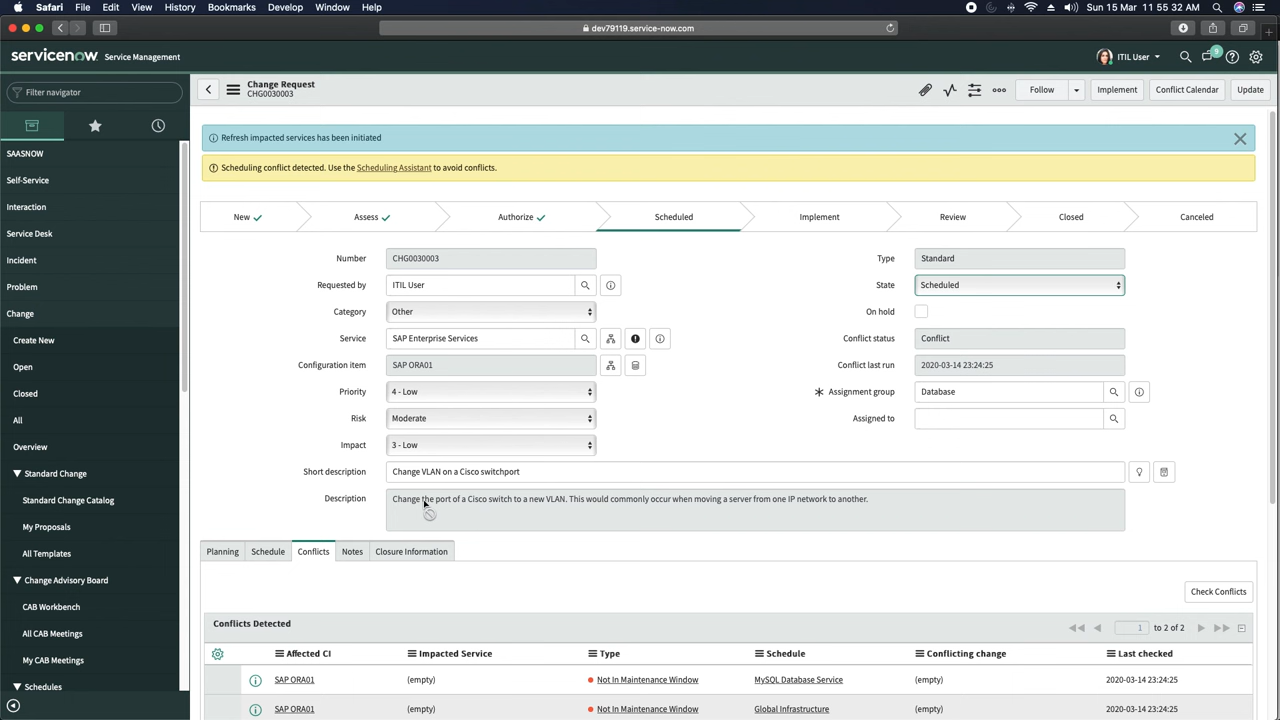 Safari File Edit View History Bookmarks Develop Window Help Sun 15 Mar 11:55:32
dev79119.service-now.com
servicenow Service Management ITIL User 9
Filter navigator
Change Request
CHG0030003
Follow Implement Conflict Calendar Update
SAASNOW
Self-Service
Interaction
Service Desk
Incident
Problem
Change
Create New
Open
Closed
All
Overview
Standard Change
Standard Change Catalog
My Proposals
All Templates
Change Advisory Board
CAB Workbench
All CAB Meetings
My CAB Meetings
Schedules
Refresh impacted services has been initiated
Scheduling conflict detected. Use the Scheduling Assistant to avoid conflicts.
New Assess Authorize Scheduled Implement Review Closed Canceled
Number CHG0030003 Type Standard
Requested by ITIL User State Scheduled
Category Other On hold
Service SAP Enterprise Services Conflict status Conflict
Configuration item SAP ORA01 Conflict last run 2020-03-14 23:24:25
Priority 4 - Low Assignment group Database
Risk Moderate Assigned to
Impact 3 - Low
Short description Change VLAN on a Cisco switchport
Description Change the port of a Cisco switch to a new VLAN. This would commonly occur when moving a server from one IP network to another.
Planning Schedule Conflicts Notes Closure Information
Check Conflicts
Conflicts Detected 1 to 2 of 2
Affected CI Impacted Service Type Schedule Conflicting change Last checked
SAP ORA01 (empty) Not In Maintenance Window MySQL Database Service (empty) 2020-03-14 23:24:25
SAP ORA01 (empty) Not In Maintenance Window Global Infrastructure (empty) 2020-03-14 23:24:25